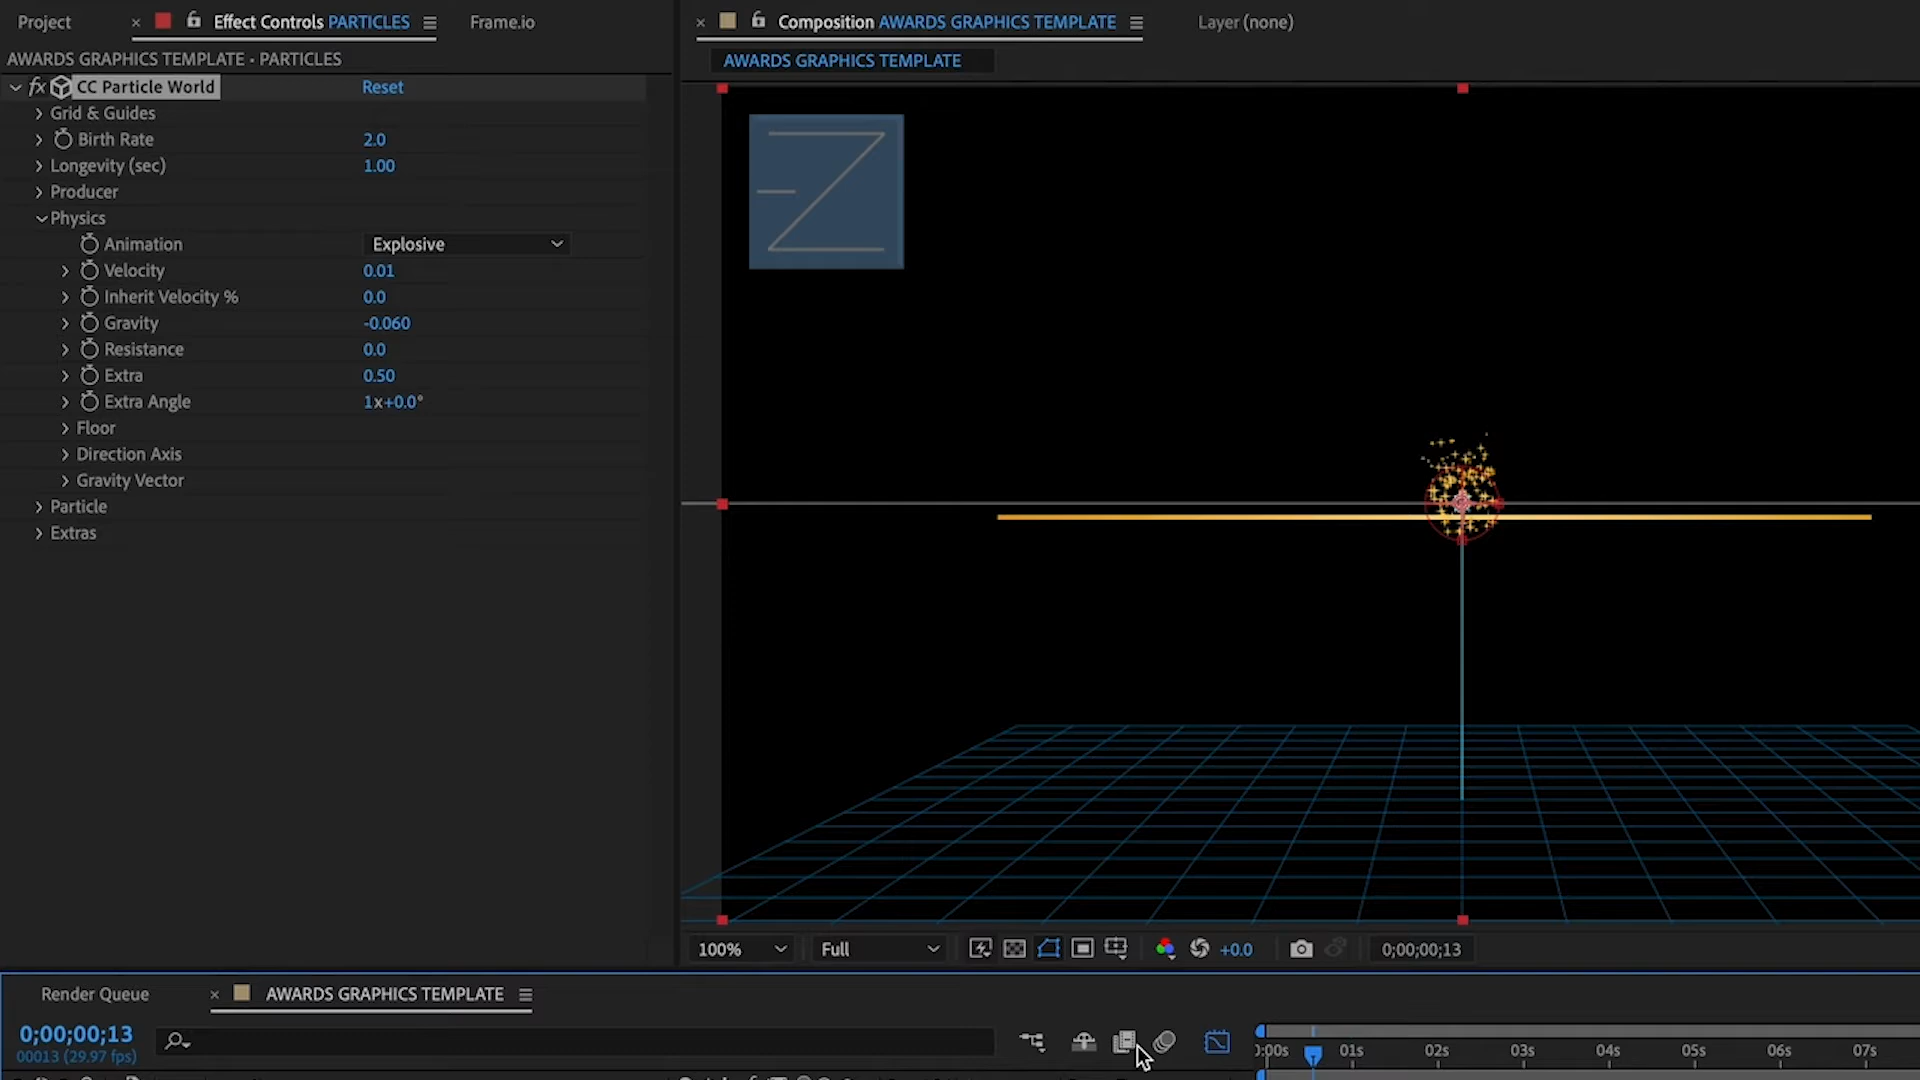 Project
Effect Controls PARTICLES
Frame.io
Composition AWARDS GRAPHICS TEMPLATE
Layer (none)
AWARDS GRAPHICS TEMPLATE • PARTICLES
AWARDS GRAPHICS TEMPLATE
fx CC Particle World Reset
Grid & Guides
Birth Rate 2.0
Longevity (sec) 1.00
Producer
Physics
Animation Explosive
Velocity 0.01
Inherit Velocity % 0.0
Gravity -0.060
Resistance 0.0
Extra 0.50
Extra Angle 1x+0.0°
Floor
Direction Axis
Gravity Vector
Particle
Extras
100% Full +0.0 0;00;00;13
Render Queue
AWARDS GRAPHICS TEMPLATE
0;00;00;13
00013 (29.97 fps)
0:00s 01s 02s 03s 04s 05s 06s 07s